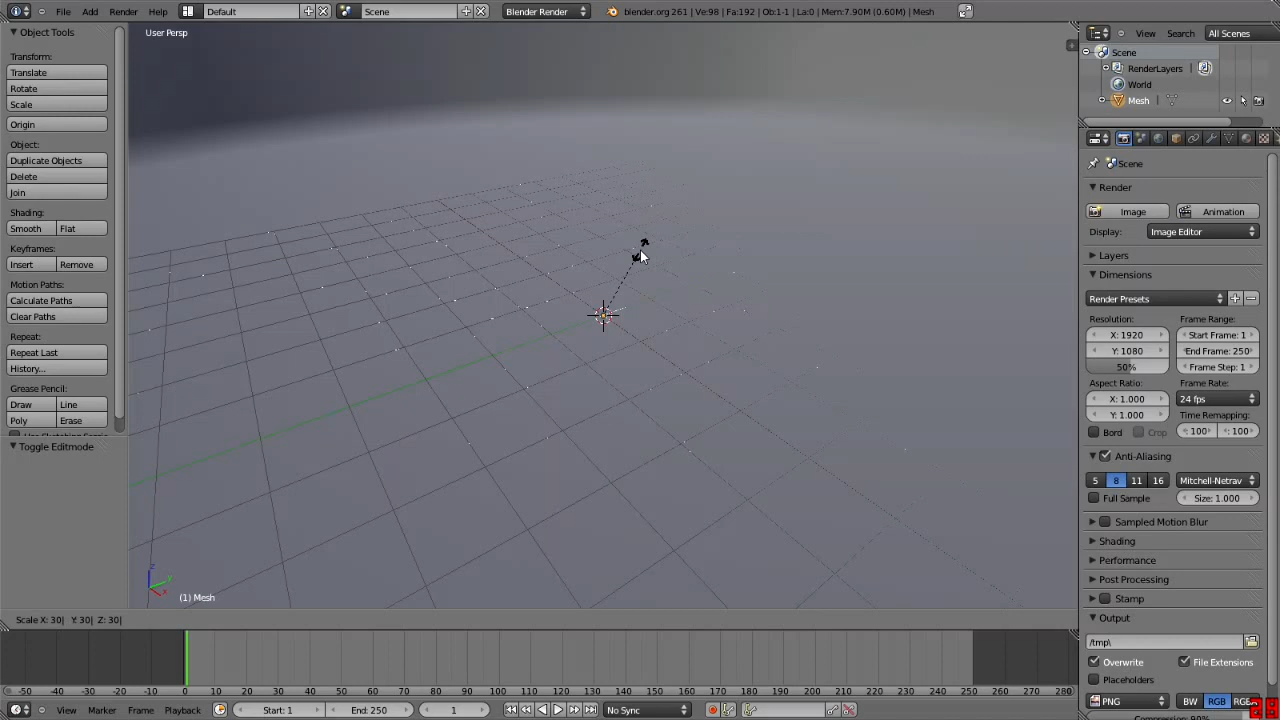 File Add Render Help Default Scene Blender Render blender.org 261 | Ve:98 | Fa:192 | Ob:1-1 | La:0 | Mem:7.90M (0.60M) | Mesh
Object Tools
Transform:
Translate
Rotate
Scale
Origin
Object:
Duplicate Objects
Delete
Join
Shading:
Smooth Flat
Keyframes:
Insert Remove
Motion Paths:
Calculate Paths
Clear Paths
Repeat:
Repeat Last
History...
Grease Pencil:
Draw Line
Poly Erase
Toggle Editmode
User Persp
z
y
x
(1) Mesh
Scale X: 30| Y: 30| Z: 30|
View Search All Scenes
Scene
RenderLayers
World
Mesh
Scene
Render
Image Animation
Display: Image Editor
Layers
Dimensions
Render Presets
Resolution: Frame Range:
X: 1920 Start Frame: 1
Y: 1080 End Frame: 250
50% Frame Step: 1
Aspect Ratio: Frame Rate:
X: 1.000 24 fps
Y: 1.000 Time Remapping:
Bord Crop 100 100
Anti-Aliasing
5 8 11 16 Mitchell-Netrav
Full Sample Size: 1.000
Sampled Motion Blur
Shading
Performance
Post Processing
Stamp
Output
/tmp\
Overwrite File Extensions
Placeholders
PNG BW RGB RGB
Compression: 90%
-50 -40 -30 -20 -10 0 10 20 30 40 50 60 70 80 90 100 110 120 130 140 150 160 170 180 190 200 210 220 230 240 250 260 270 280
View Marker Frame Playback Start: 1 End: 250 1 No Sync